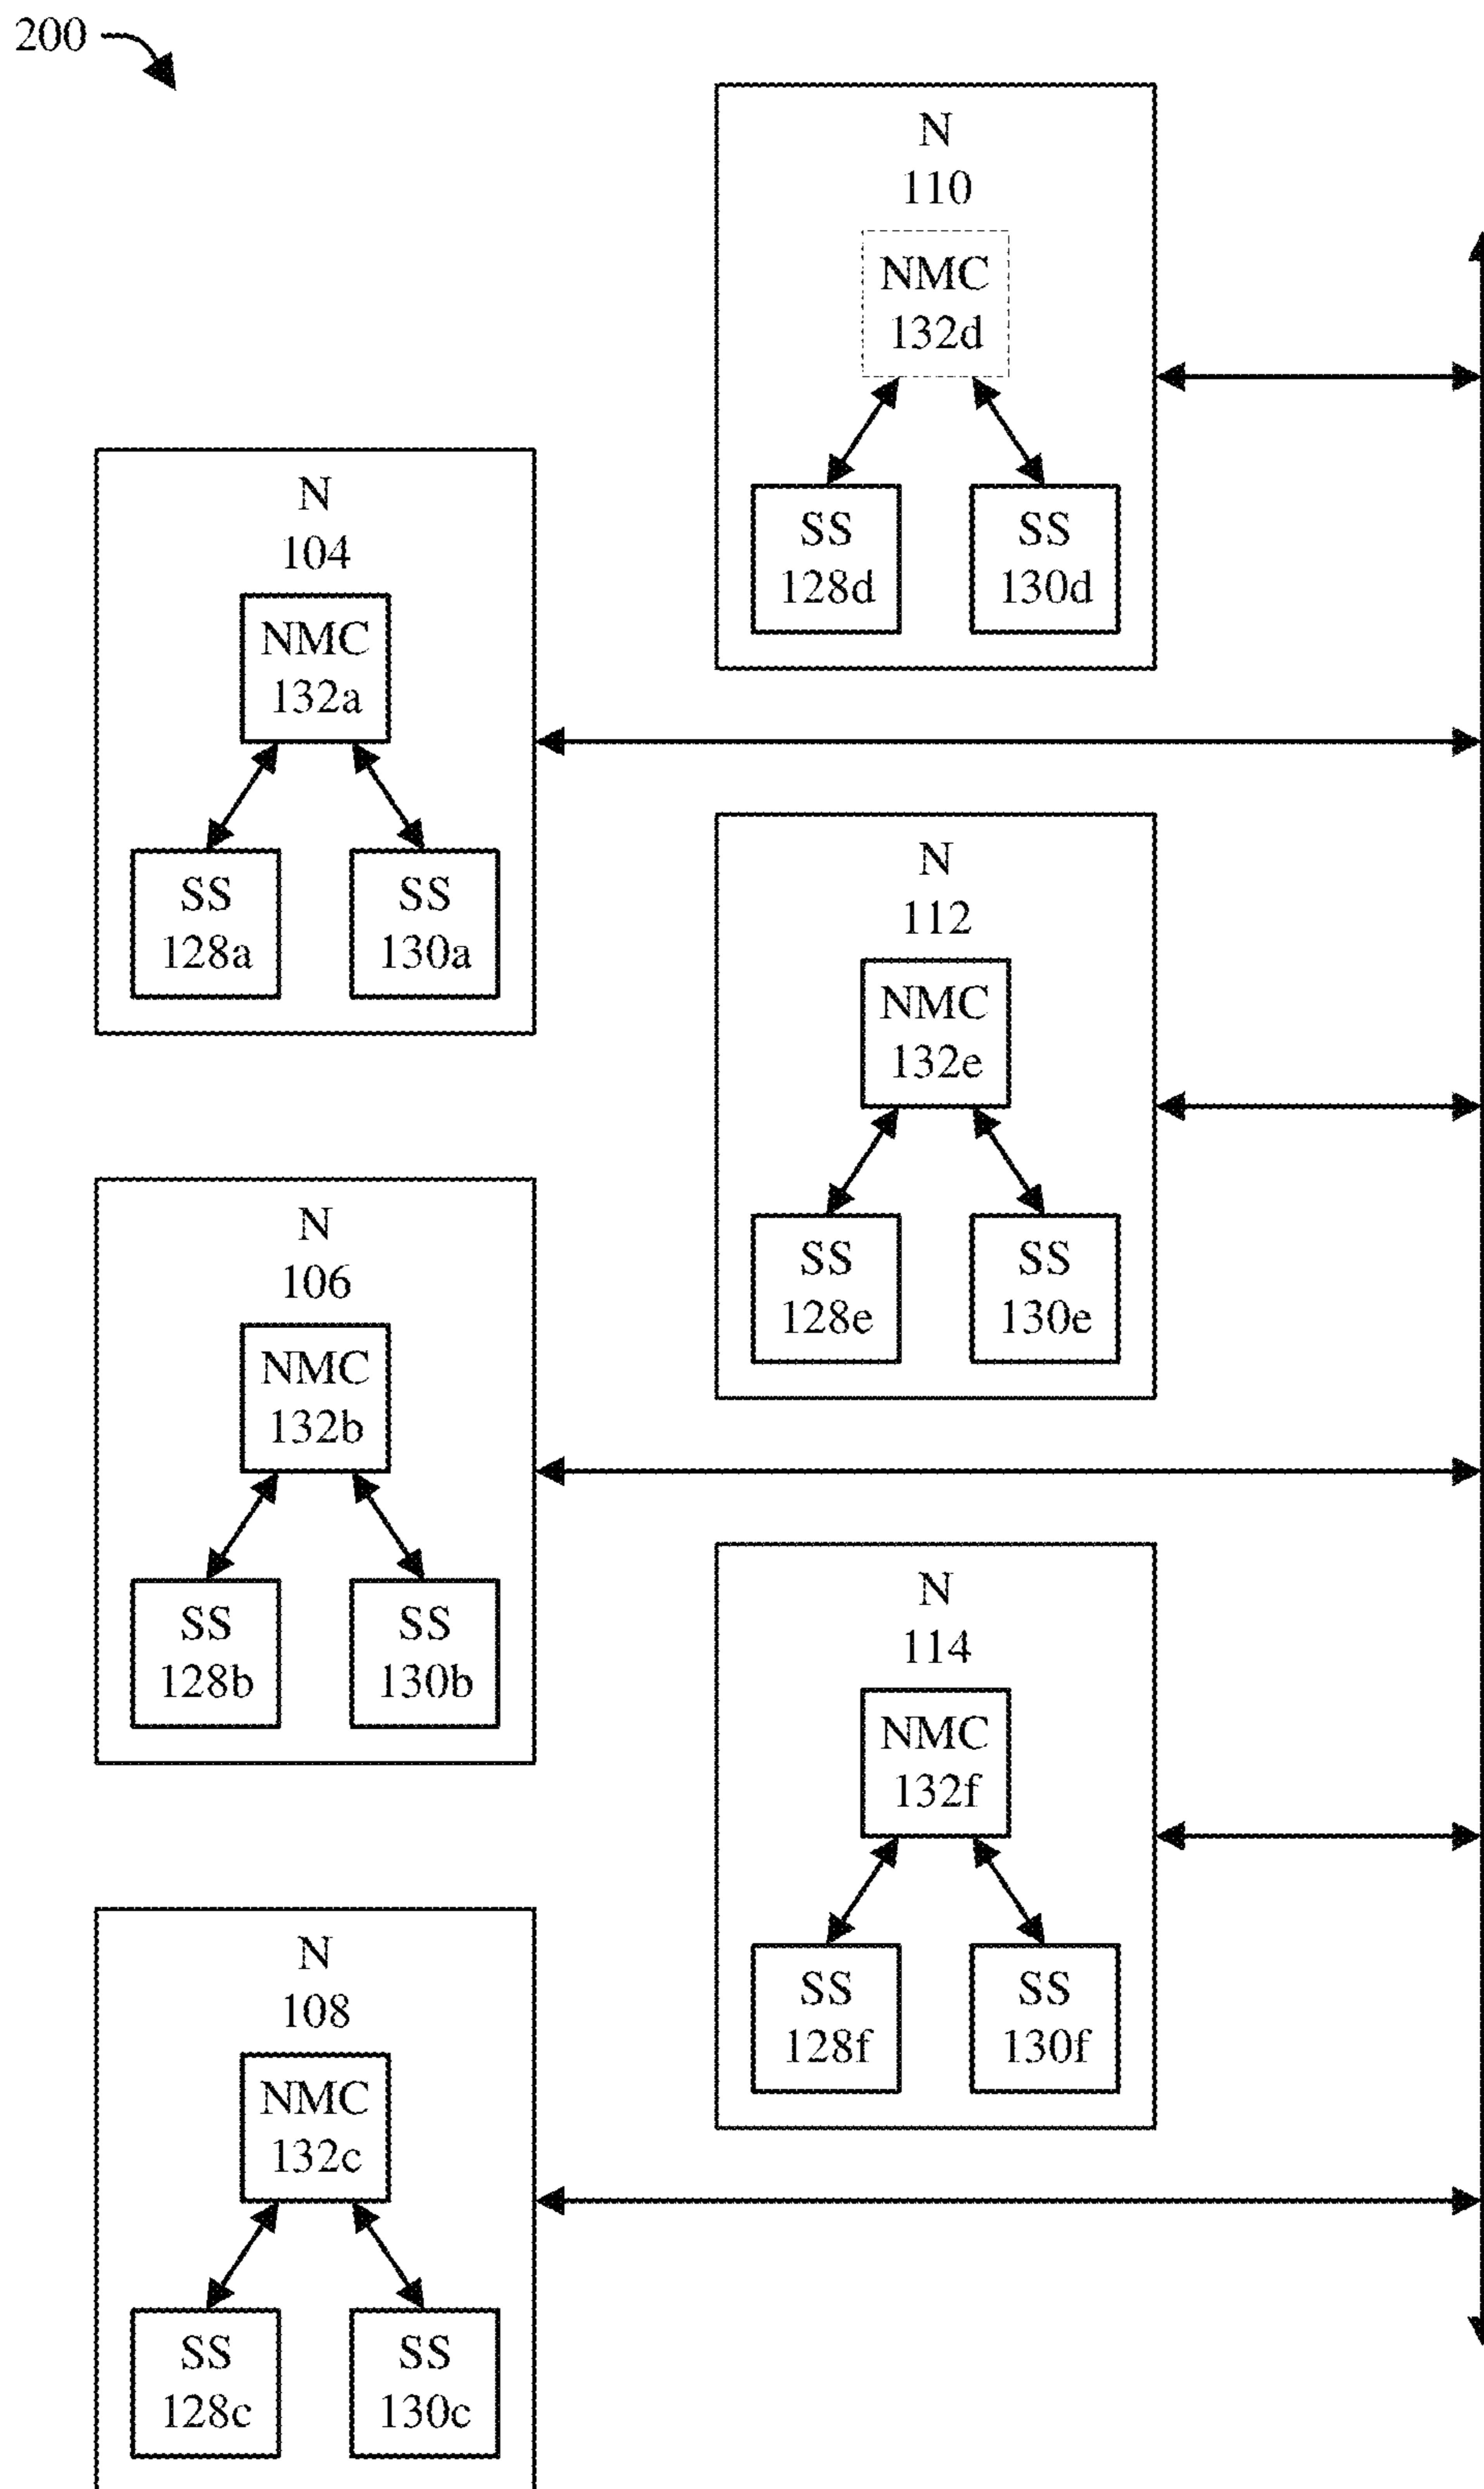 200
N
110
NMC
132d
SS
128d
SS
130d
N
104
NMC
132a
SS
128a
SS
130a
N
112
NMC
132e
SS
128e
SS
130e
N
106
NMC
132b
SS
128b
SS
130b
N
114
NMC
132f
SS
128f
SS
130f
N
108
NMC
132c
SS
128c
SS
130c